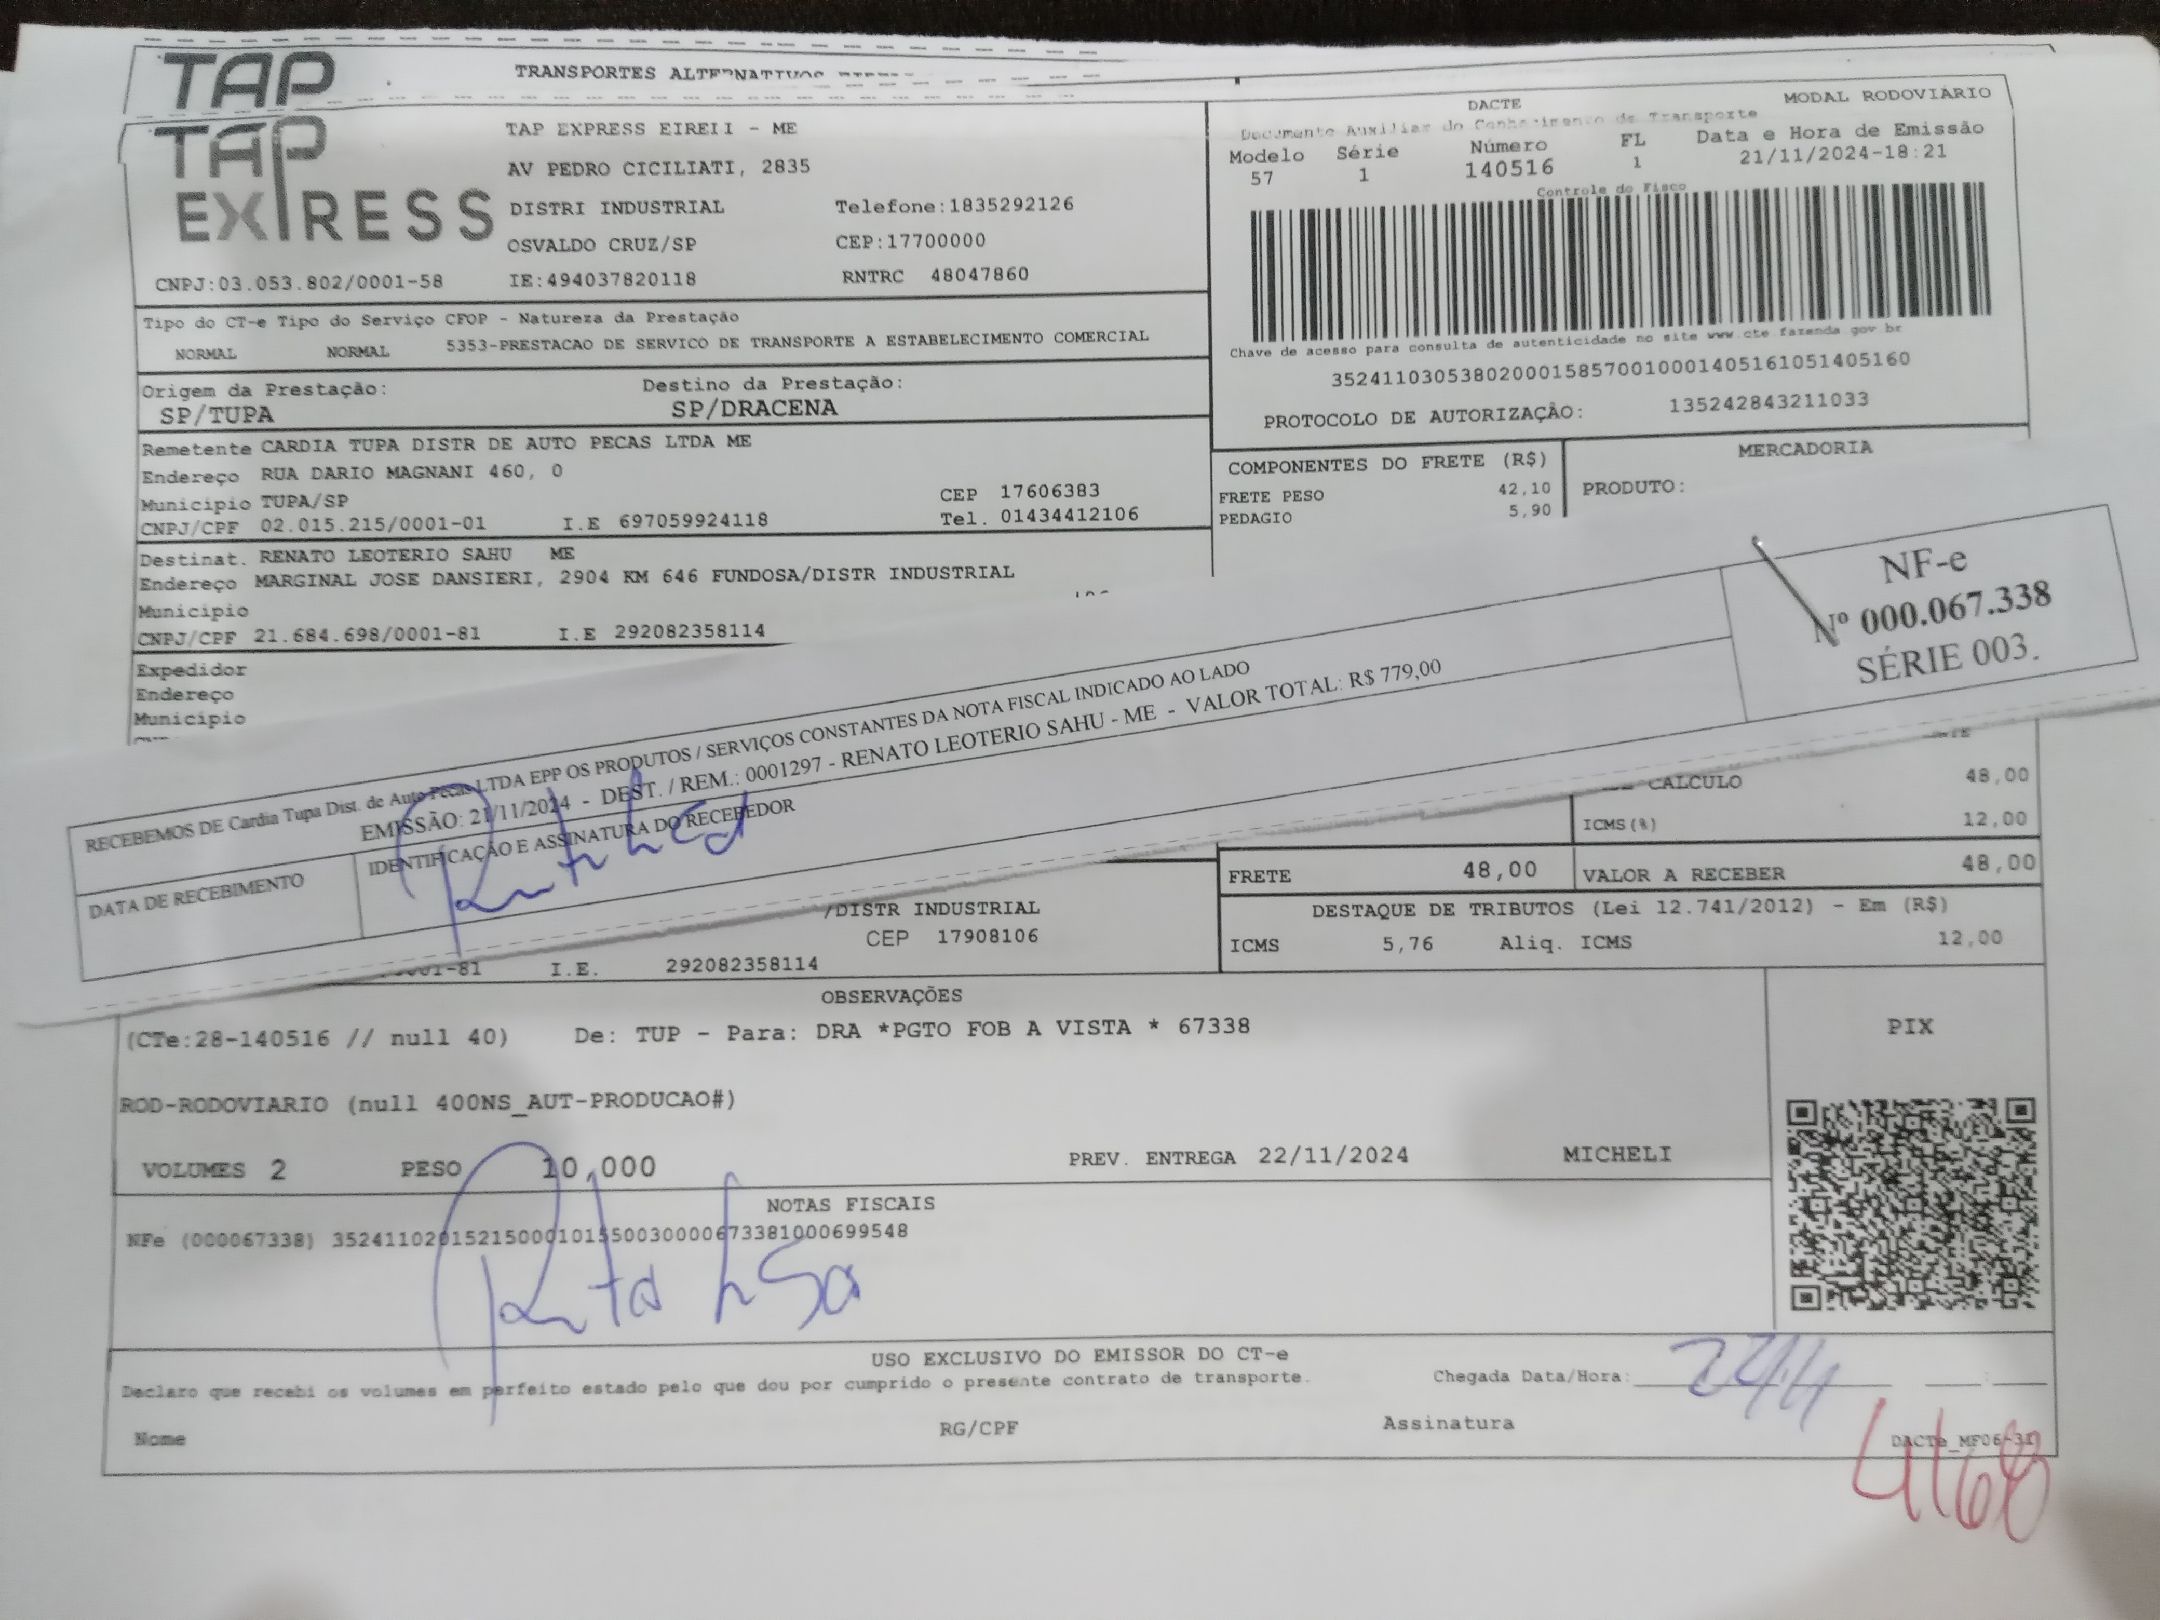 TAP
TRANSPORTES ALTERNATIVOS
TAP
EXPRESS
TAP EXPRESS EIRELI - ME
AV PEDRO CICILIATI, 2835
DISTRI INDUSTRIAL Telefone:1835292126
OSVALDO CRUZ/SP CEP:17700000
CNPJ:03.053.802/0001-58 IE:494037820118 RNTRC 48047860
DACTE MODAL RODOVIÁRIO
Documento Auxiliar do Conhecimento de Transporte
Modelo Série Número FL Data e Hora de Emissão
57 1 140516 1 21/11/2024-18:21
Controle do Fisco
Chave de acesso para consulta de autenticidade no site www.cte.fazenda.gov.br
35241103053802000158570010001405161051405160
PROTOCOLO DE AUTORIZAÇÃO: 135242843211033
Tipo do CT-e Tipo do Serviço CFOP - Natureza da Prestação
NORMAL NORMAL 5353-PRESTACAO DE SERVICO DE TRANSPORTE A ESTABELECIMENTO COMERCIAL
Origem da Prestação: Destino da Prestação:
SP/TUPA SP/DRACENA
Remetente CARDIA TUPA DISTR DE AUTO PECAS LTDA ME
Endereço RUA DARIO MAGNANI 460, 0
Municipio TUPA/SP CEP 17606383
CNPJ/CPF 02.015.215/0001-01 I.E 697059924118 Tel. 01434412106
COMPONENTES DO FRETE (R$) MERCADORIA
FRETE PESO 42,10 PRODUTO:
PEDAGIO 5,90
Destinat. RENATO LEOTERIO SAHU ME
Endereço MARGINAL JOSE DANSIERI, 2904 KM 646 FUNDOSA/DISTR INDUSTRIAL
Municipio
CNPJ/CPF 21.684.698/0001-81 I.E 292082358114
Expedidor
Endereço
Municipio
RECEBEMOS DE Cardia Tupa Dist. de Auto Pecas LTDA EPP OS PRODUTOS / SERVIÇOS CONSTANTES DA NOTA FISCAL INDICADO AO LADO
EMISSÃO: 21/11/2024 - DEST. / REM.: 0001297 - RENATO LEOTERIO SAHU - ME - VALOR TOTAL: R$ 779,00
DATA DE RECEBIMENTO IDENTIFICAÇÃO E ASSINATURA DO RECEBEDOR
NF-e
Nº 000.067.338
SÉRIE 003.
CALCULO 48,00
ICMS(%) 12,00
FRETE 48,00 VALOR A RECEBER 48,00
DESTAQUE DE TRIBUTOS (Lei 12.741/2012) - Em (R$)
ICMS 5,76 Aliq. ICMS 12,00
/DISTR INDUSTRIAL
CEP 17908106
0001-81 I.E. 292082358114
OBSERVAÇÕES
(CTe:28-140516 // null 40) De: TUP - Para: DRA *PGTO FOB A VISTA * 67338
ROD-RODOVIARIO (null 400NS_AUT-PRODUCAO#)
VOLUMES 2 PESO 10,000 PREV. ENTREGA 22/11/2024 MICHELI
PIX
NOTAS FISCAIS
NFe (000067338) 35241102015215000101550030000673381000699548
USO EXCLUSIVO DO EMISSOR DO CT-e
Declaro que recebi os volumes em perfeito estado pelo que dou por cumprido o presente contrato de transporte. Chegada Data/Hora:
Nome RG/CPF Assinatura
DACTe_MF06-31
4168